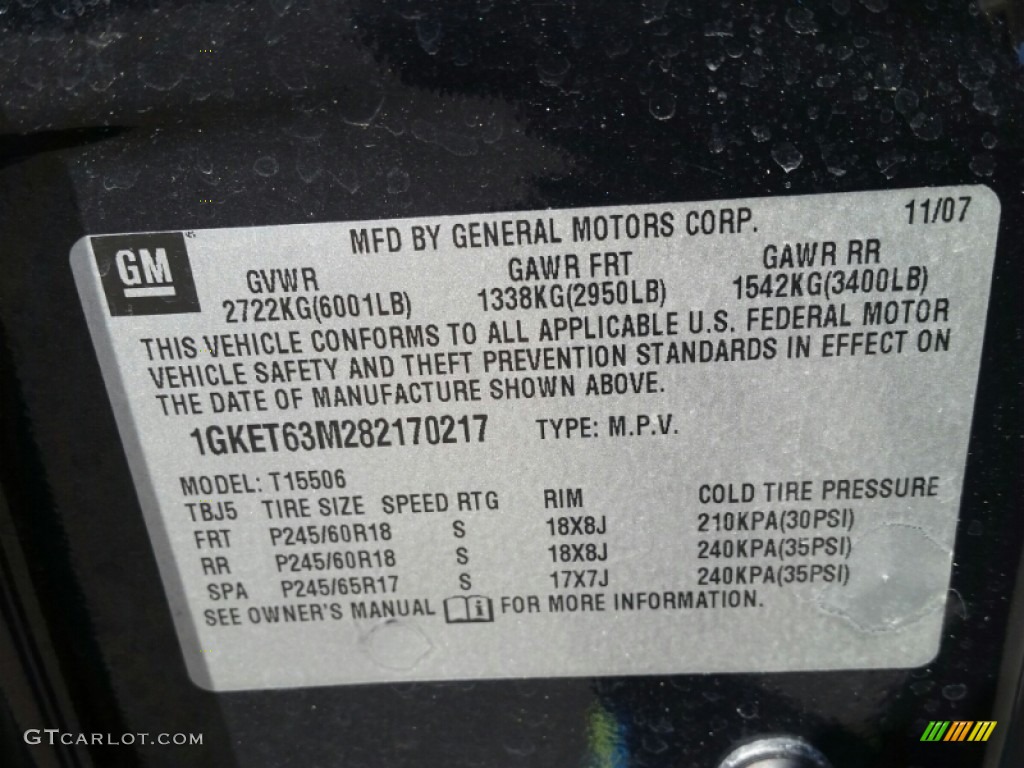 GM
MFD BY GENERAL MOTORS CORP. 11/07
GVWR GAWR FRT GAWR RR
2722KG(6001LB) 1338KG(2950LB) 1542KG(3400LB)
THIS VEHICLE CONFORMS TO ALL APPLICABLE U.S. FEDERAL MOTOR
VEHICLE SAFETY AND THEFT PREVENTION STANDARDS IN EFFECT ON
THE DATE OF MANUFACTURE SHOWN ABOVE.
1GKET63M282170217 TYPE: M.P.V.
MODEL: T15506
TBJ5 TIRE SIZE SPEED RTG RIM COLD TIRE PRESSURE
FRT P245/60R18 S 18X8J 210KPA(30PSI)
RR P245/60R18 S 18X8J 240KPA(35PSI)
SPA P245/65R17 S 17X7J 240KPA(35PSI)
SEE OWNER'S MANUAL i FOR MORE INFORMATION.
GTCARLOT.COM